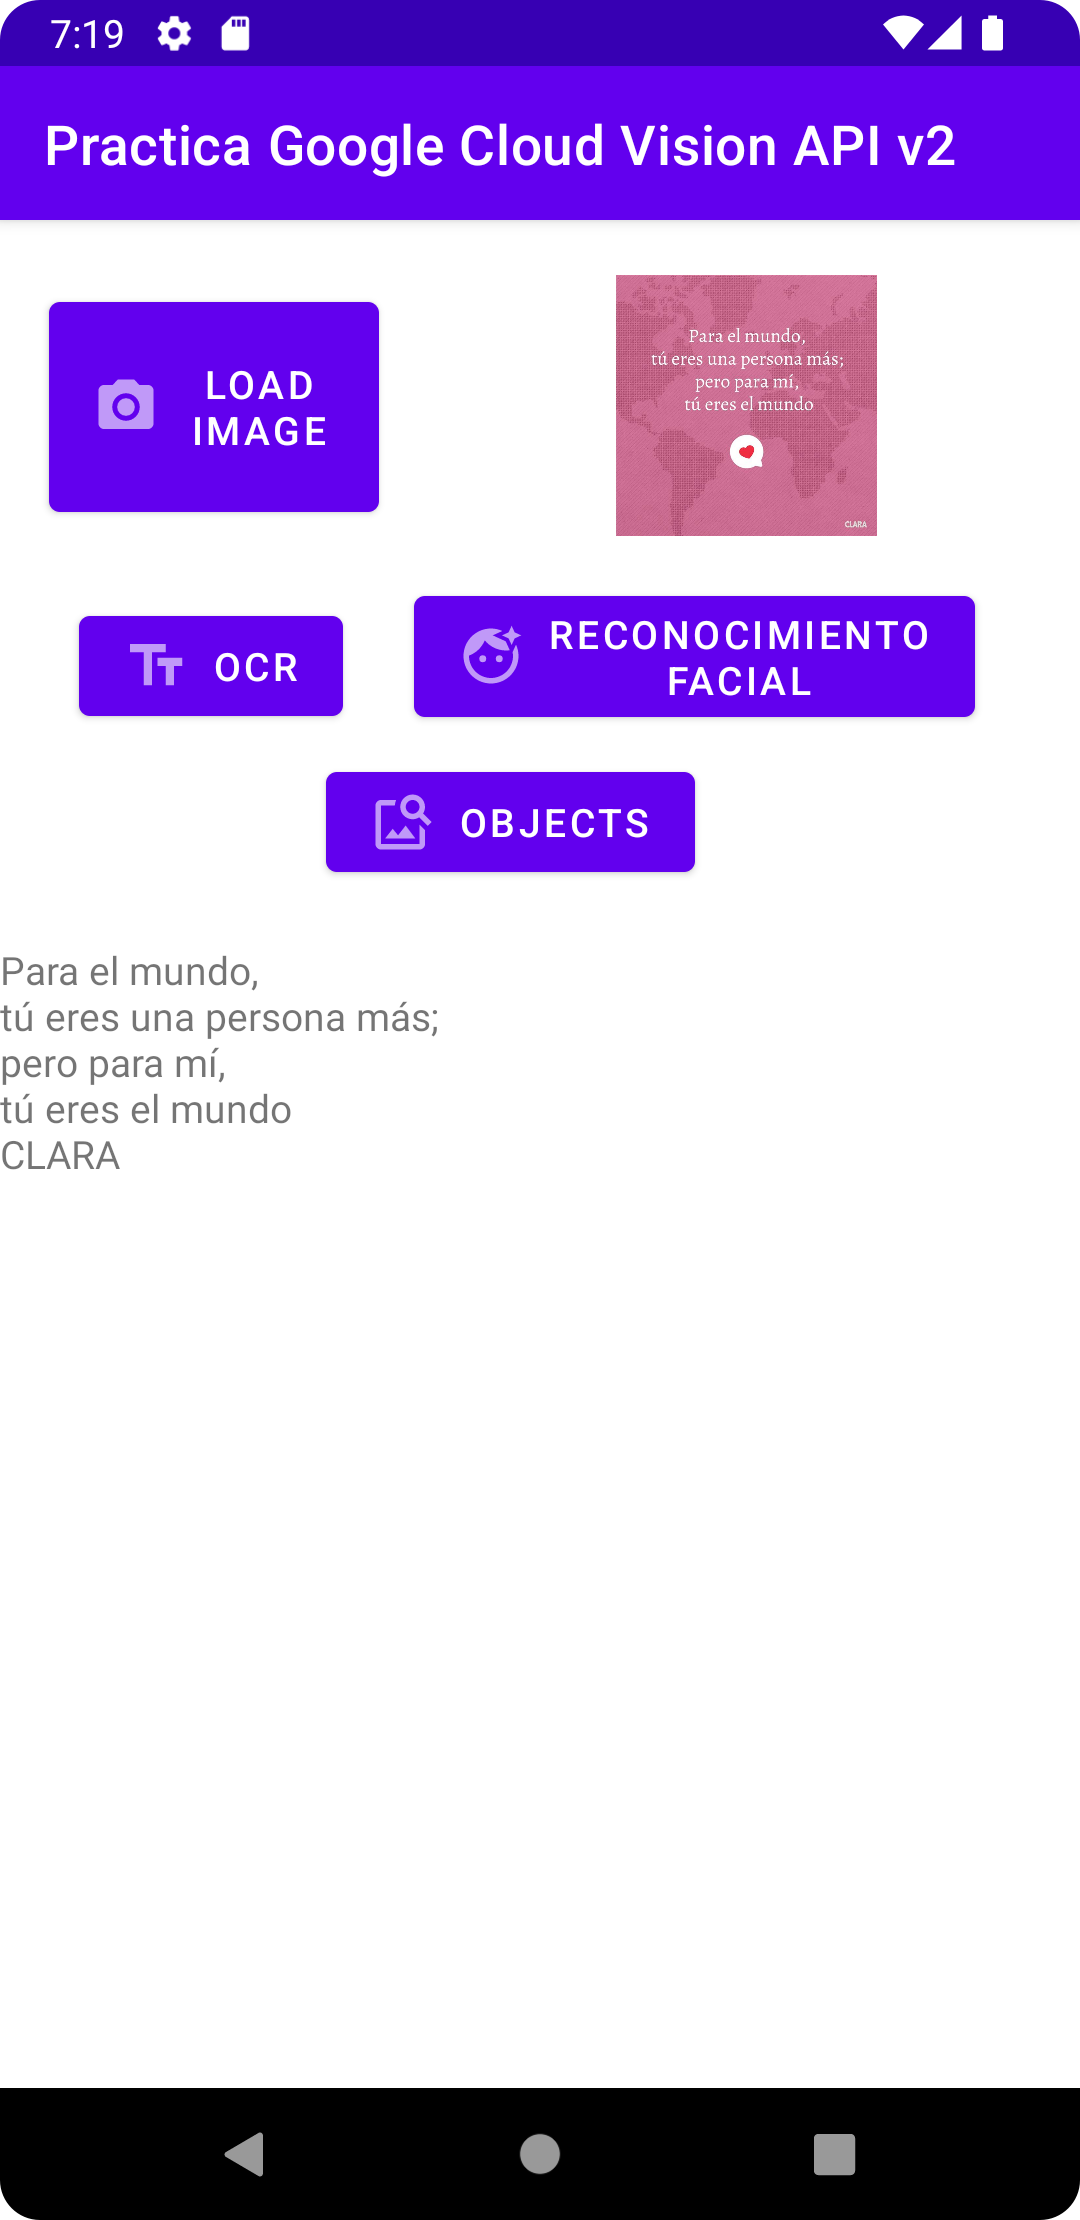 7:19
Practica Google Cloud Vision API v2
LOAD
IMAGE
Para el mundo,
tú eres una persona más;
pero para mí,
tú eres el mundo
CLARA
OCR
RECONOCIMIENTO
FACIAL
OBJECTS
Para el mundo,
tú eres una persona más;
pero para mí,
tú eres el mundo
CLARA